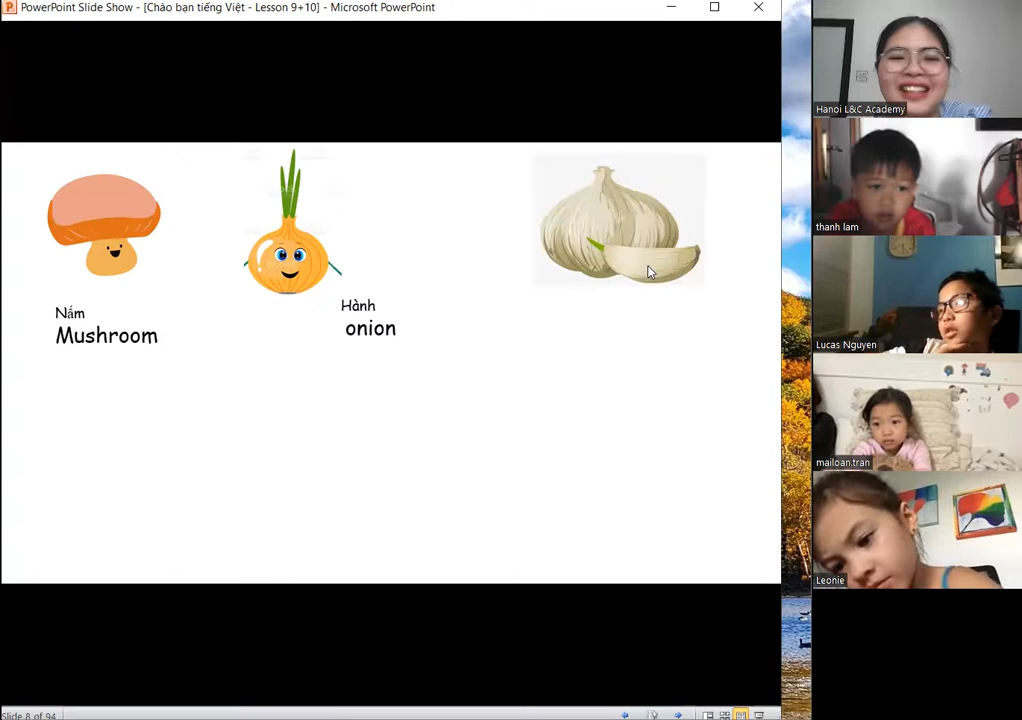 PowerPoint Slide Show - [Chào bạn tiếng Việt - Lesson 9+10] - Microsoft PowerPoint
Nấm
Mushroom
Hành
onion
Hanoi L&C Academy
thanh lam
Lucas Nguyen
mailoan.tran
Leonie
Slide 8 of 94